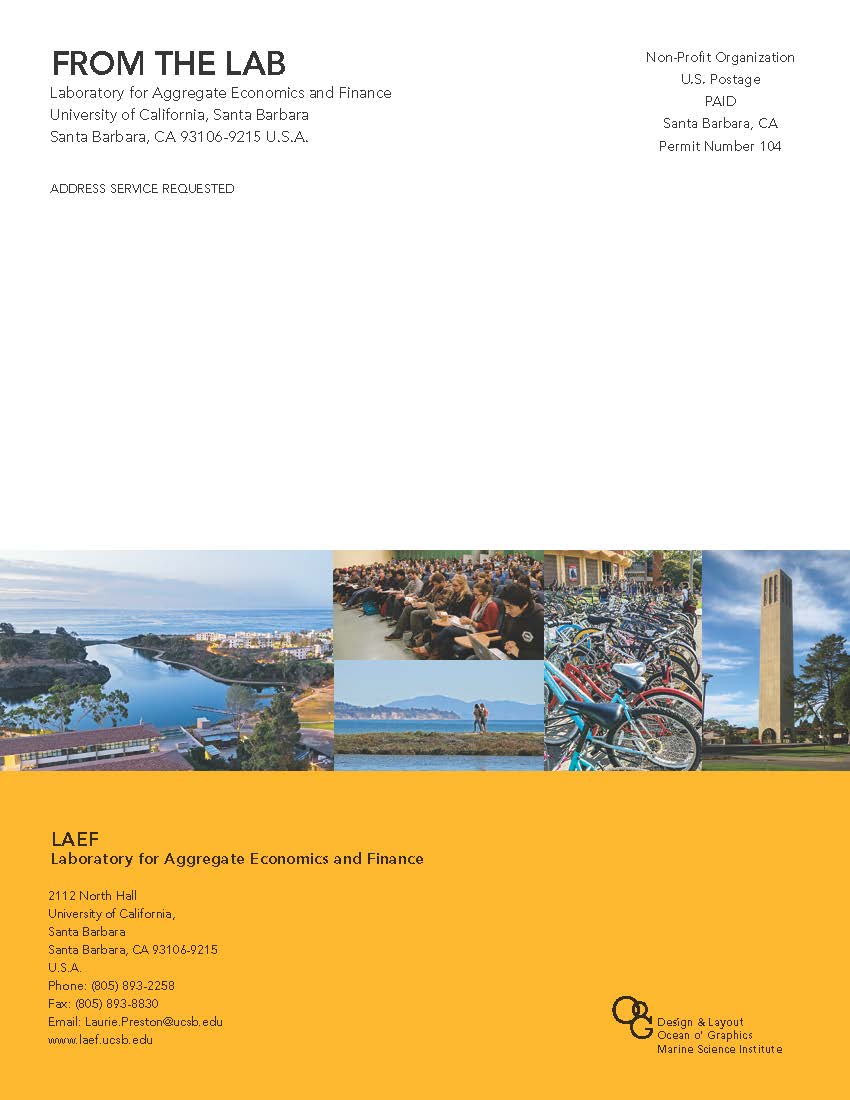 FROM THE LAB
Laboratory for Aggregate Economics and Finance
University of California, Santa Barbara
Santa Barbara, CA 93106-9215 U.S.A.
ADDRESS SERVICE REQUESTED
Non-Profit Organization
U.S. Postage
PAID
Santa Barbara, CA
Permit Number 104
LAEF
Laboratory for Aggregate Economics and Finance
2112 North Hall
University of California,
Santa Barbara
Santa Barbara, CA 93106-9215
U.S.A.
Phone: (805) 893-2258
Fax: (805) 893-8830
Email: Laurie.Preston@ucsb.edu
www.laef.ucsb.edu
OG
Design & Layout
Ocean o' Graphics
Marine Science Institute